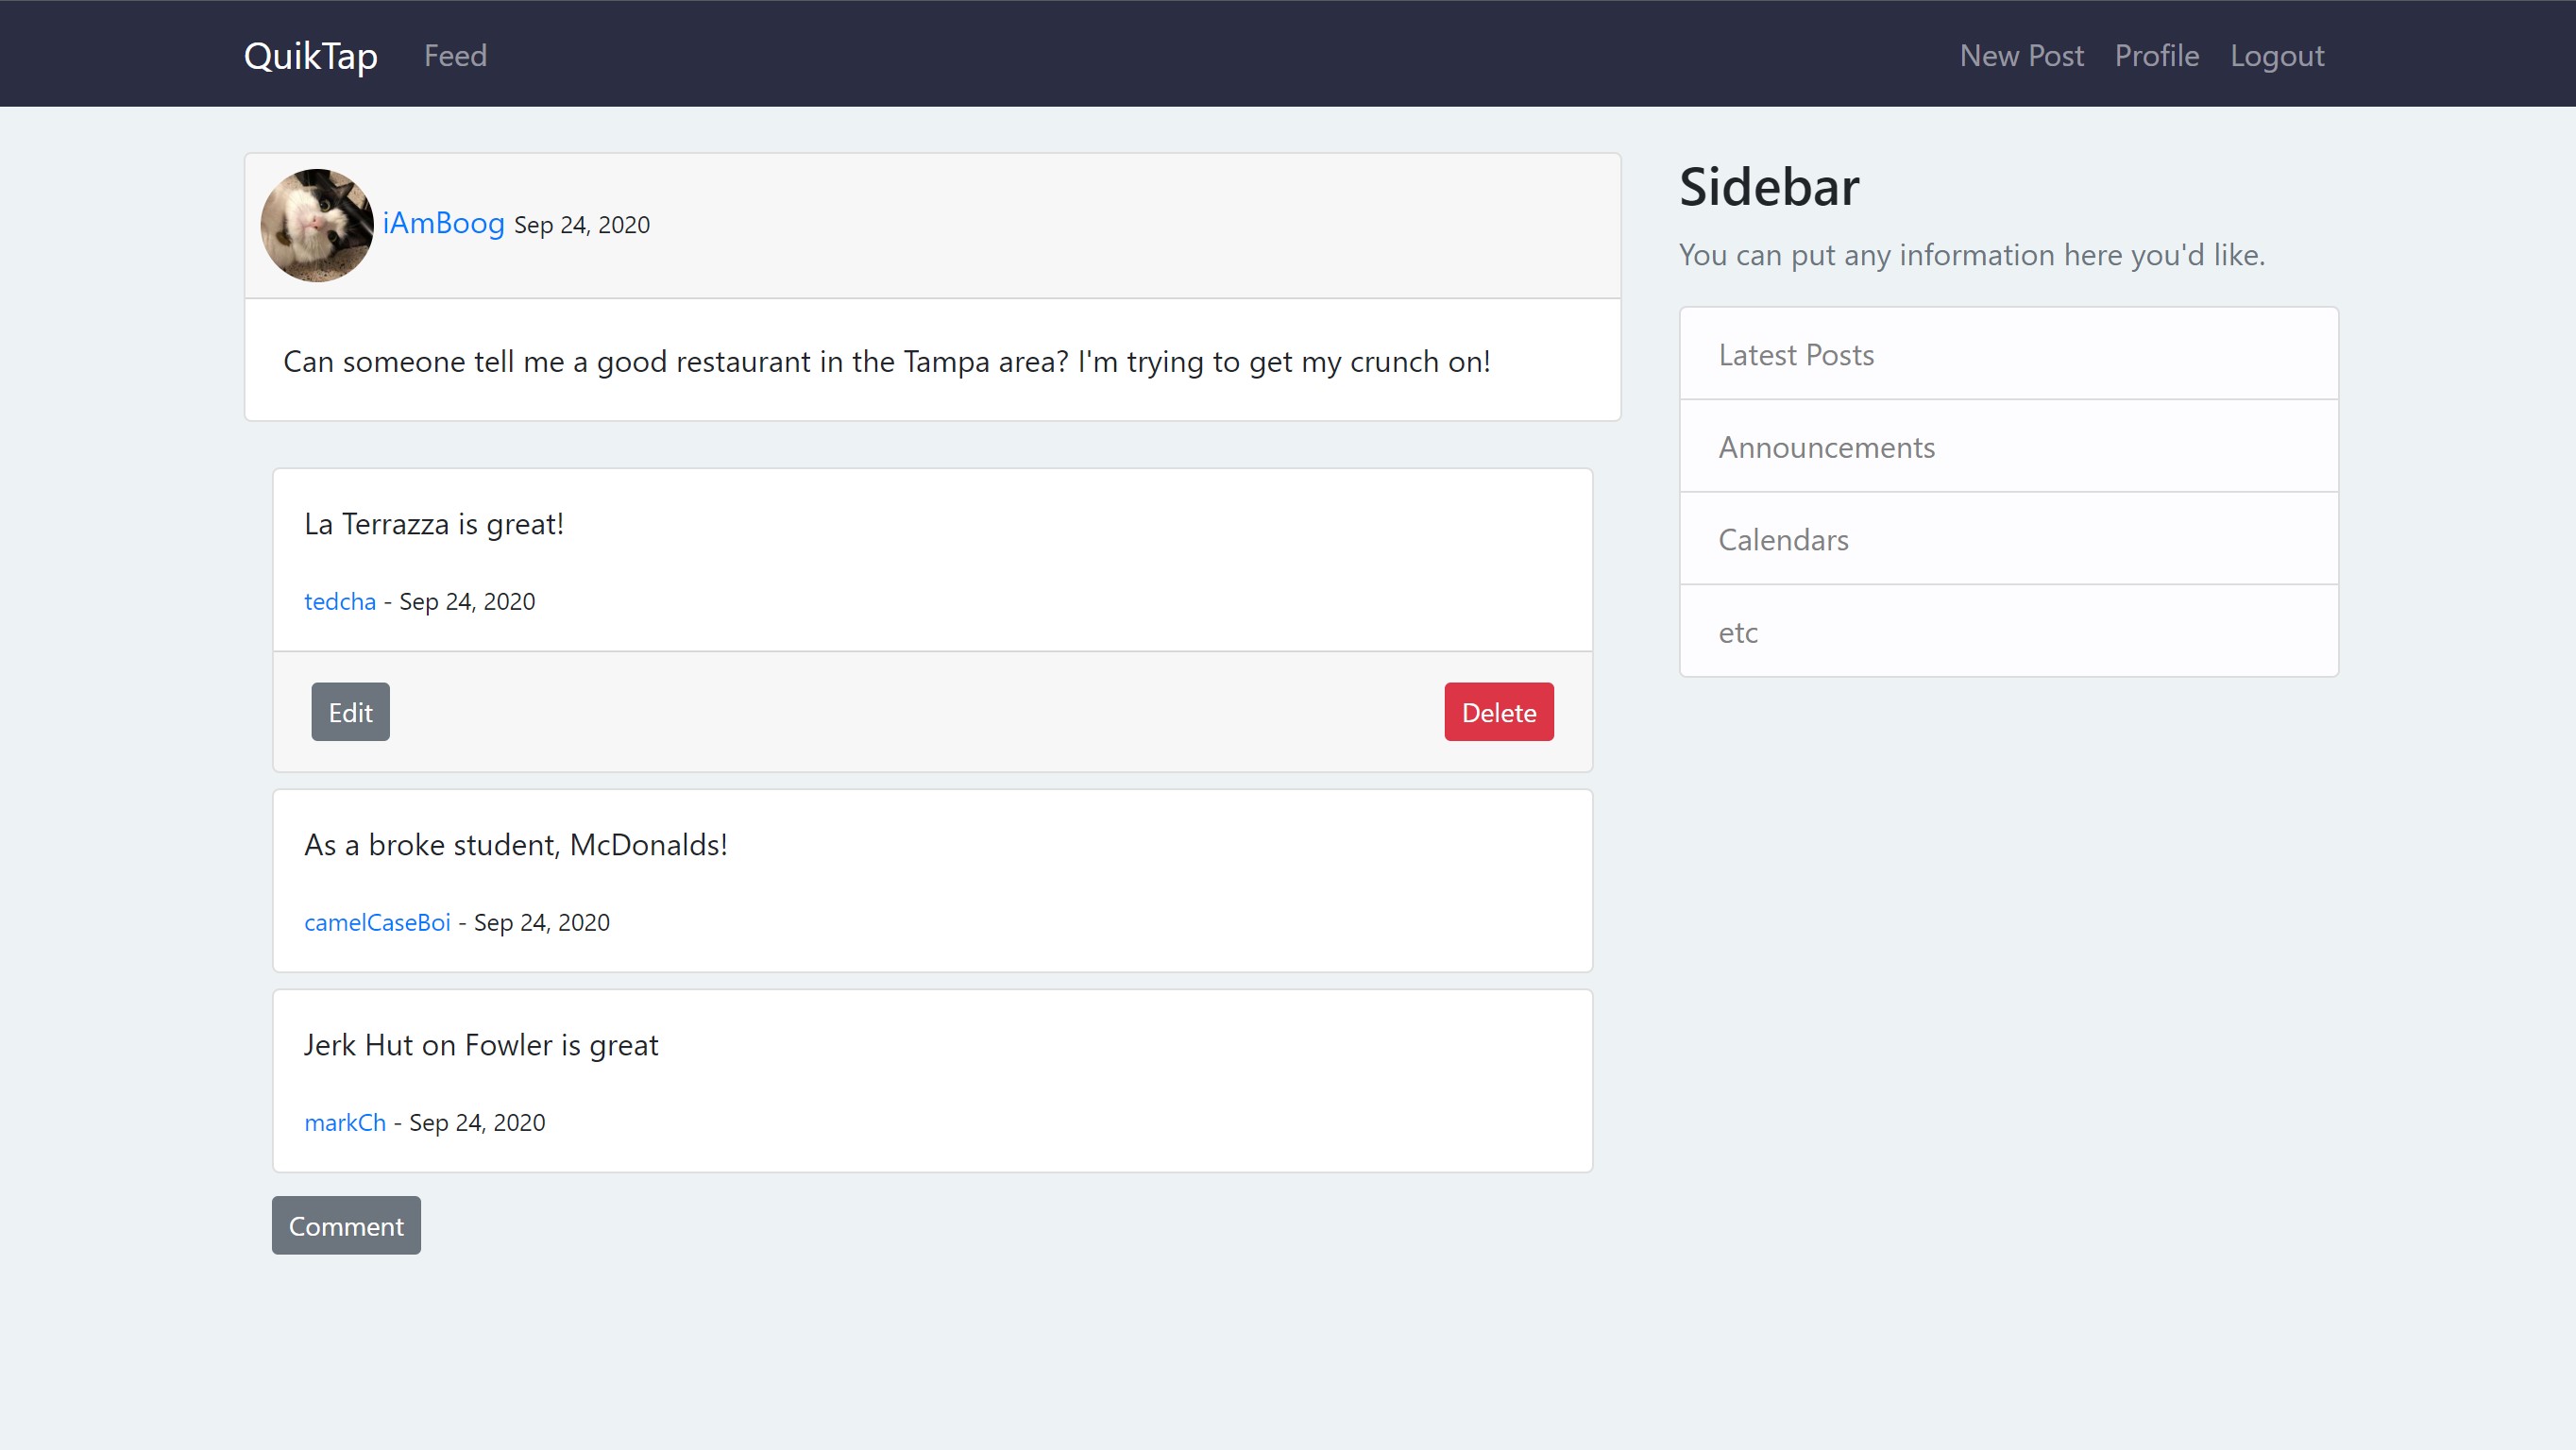 QuikTap Feed New Post Profile Logout
iAmBoog Sep 24, 2020
Can someone tell me a good restaurant in the Tampa area? I'm trying to get my crunch on!
La Terrazza is great!
tedcha - Sep 24, 2020
Edit Delete
As a broke student, McDonalds!
camelCaseBoi - Sep 24, 2020
Jerk Hut on Fowler is great
markCh - Sep 24, 2020
Comment
Sidebar
You can put any information here you'd like.
Latest Posts
Announcements
Calendars
etc